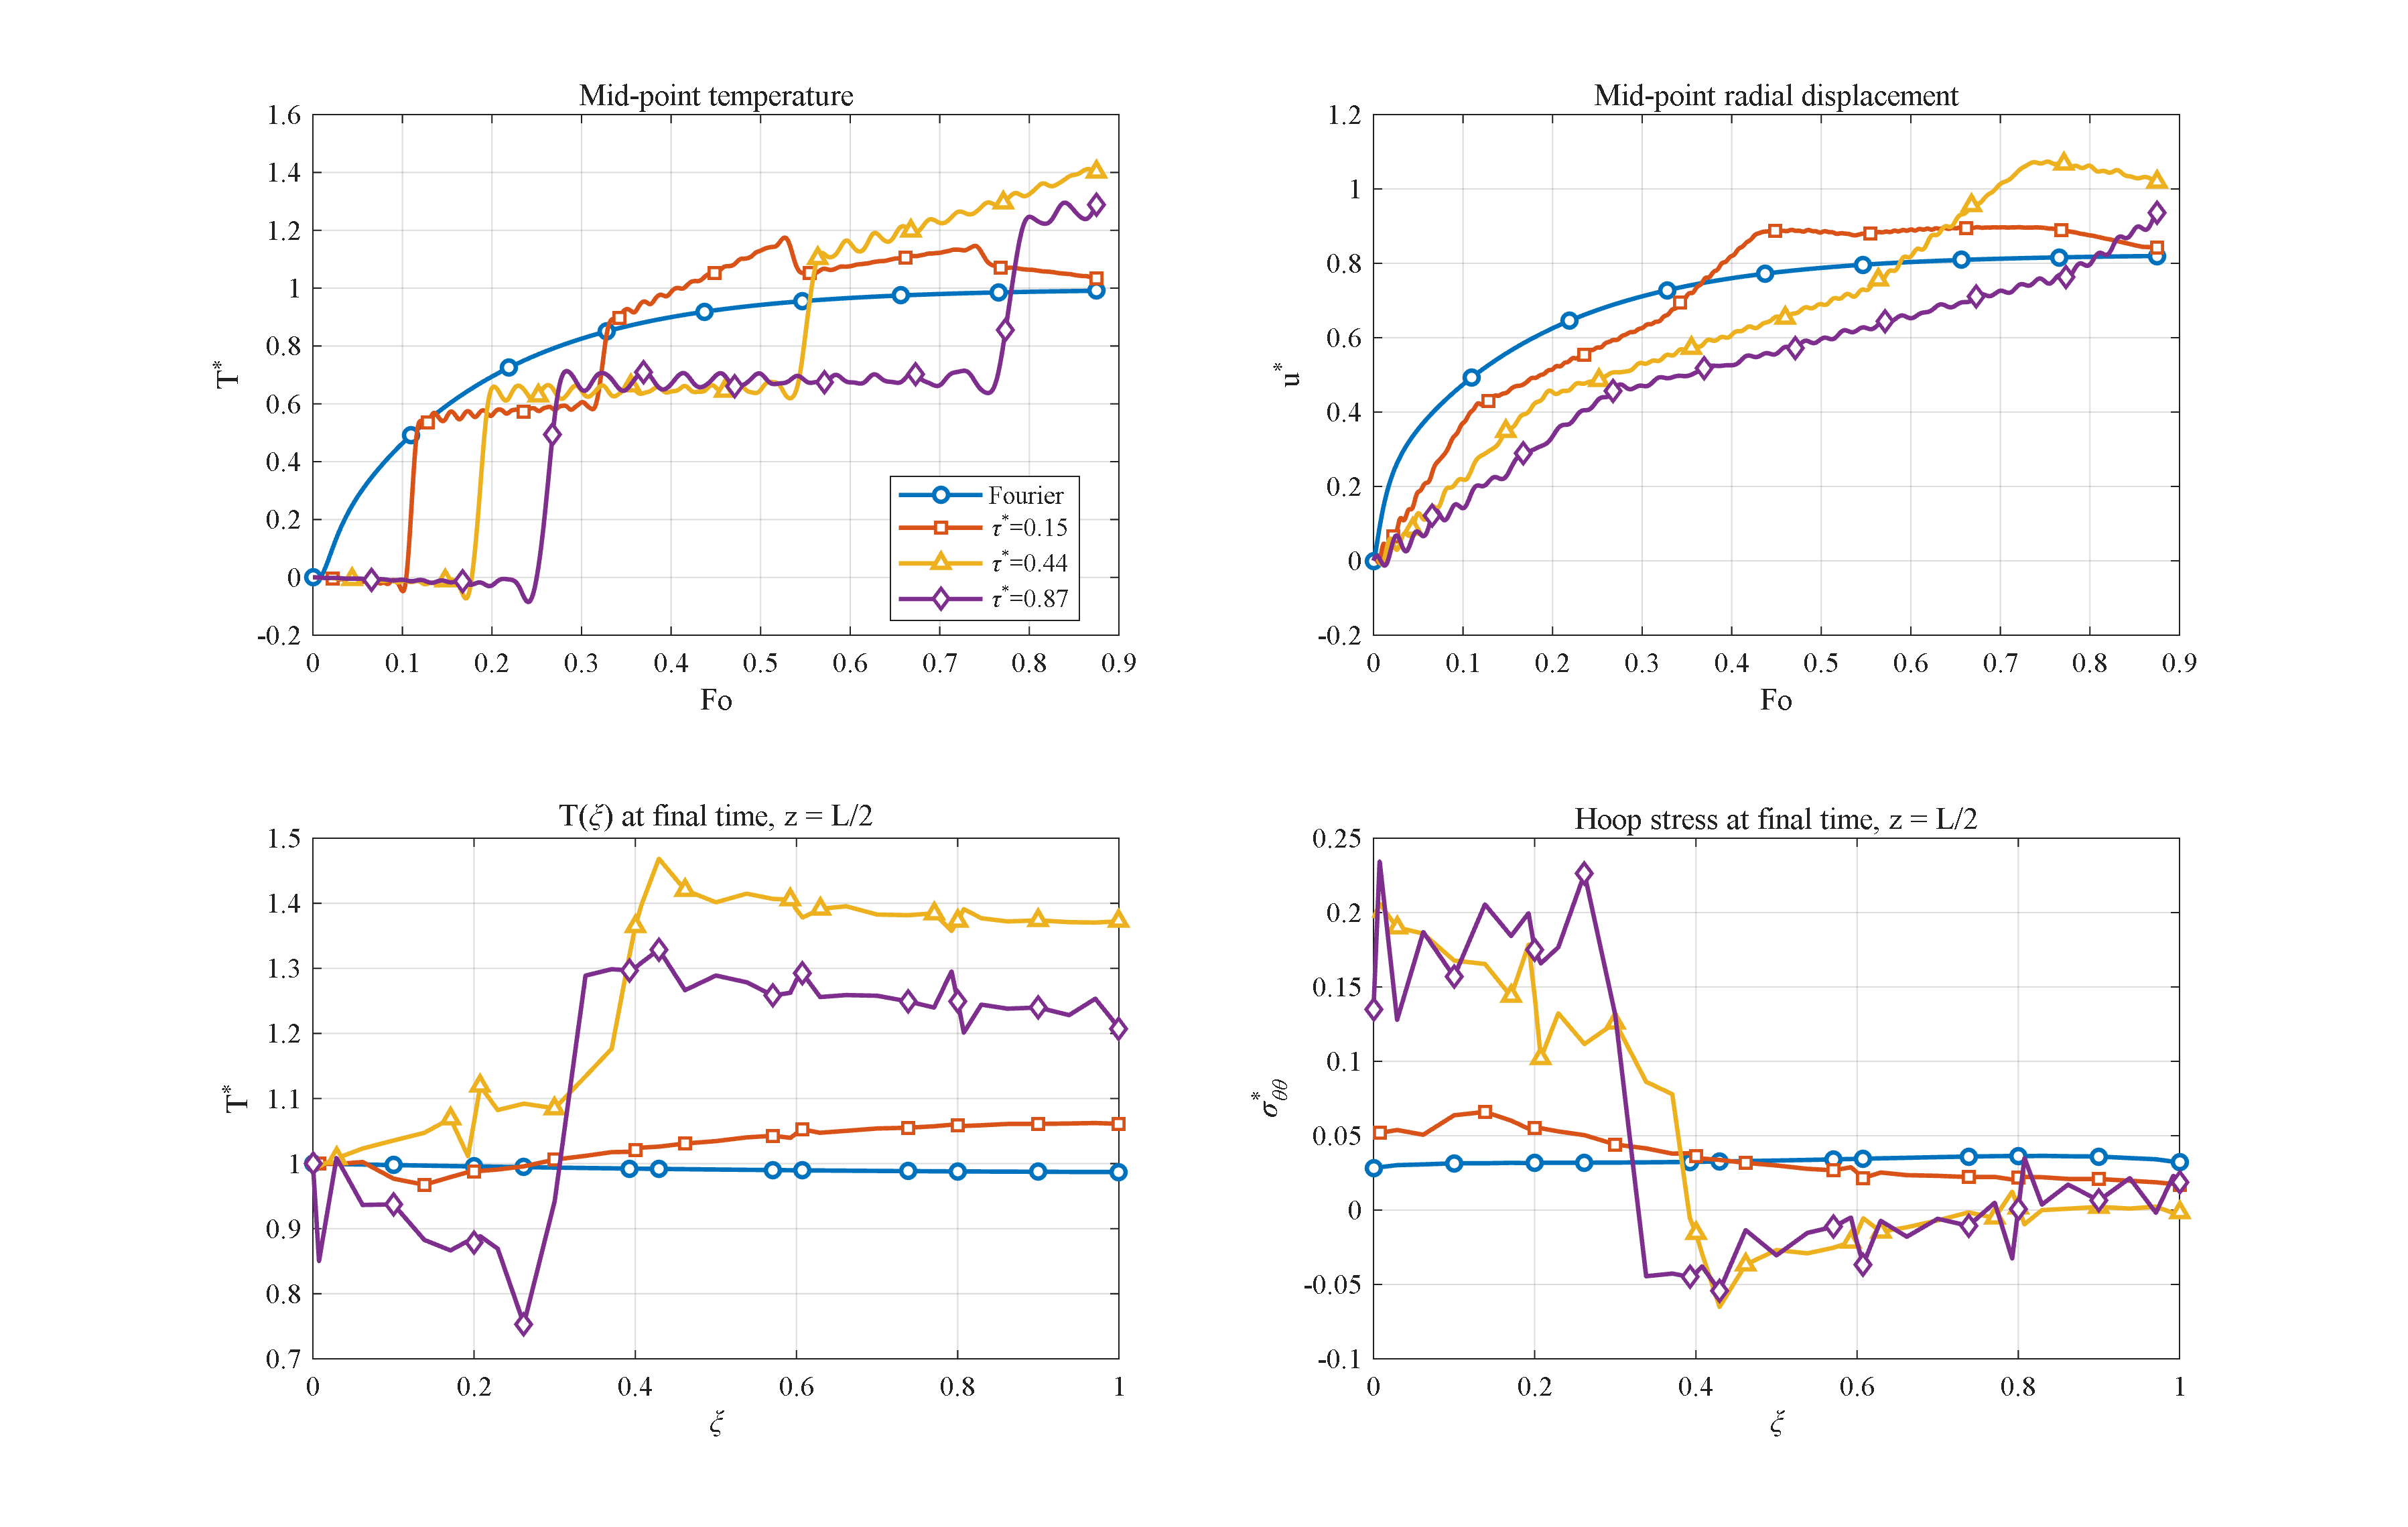 Mid-point temperature
1.6
1.4
1.2
1
0.8
0.6
0.4
0.2
0
-0.2
T*
0 0.1 0.2 0.3 0.4 0.5 0.6 0.7 0.8 0.9
Fo
Fourier
τ*=0.15
τ*=0.44
τ*=0.87
Mid-point radial displacement
1.2
1
0.8
0.6
0.4
0.2
0
-0.2
u*
0 0.1 0.2 0.3 0.4 0.5 0.6 0.7 0.8 0.9
Fo
T(ξ) at final time, z = L/2
1.5
1.4
1.3
1.2
1.1
1
0.9
0.8
0.7
T*
0 0.2 0.4 0.6 0.8 1
ξ
Hoop stress at final time, z = L/2
0.25
0.2
0.15
0.1
0.05
0
-0.05
-0.1
σ*θθ
0 0.2 0.4 0.6 0.8 1
ξ